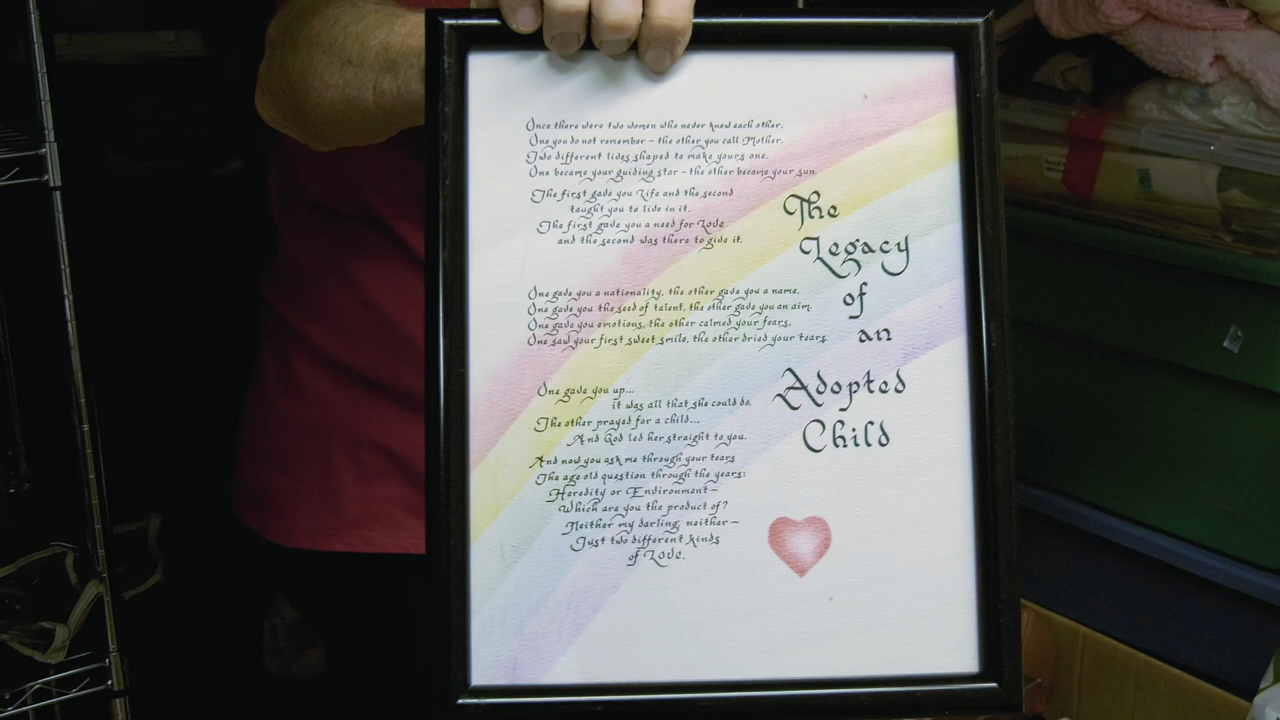 Once there were two women who never knew each other.
One you do not remember – the other you call Mother.
Two different lives shaped to make yours one.
One became your guiding star – the other became your sun.
The first gave you Life and the second
taught you to live in it.
The first gave you a need for Love
and the second was there to give it.
One gave you a nationality, the other gave you a name.
One gave you the seed of talent, the other gave you an aim.
One gave you emotions, the other calmed your fears.
One saw your first sweet smile, the other dried your tears.
One gave you up...
it was all that she could do.
The other prayed for a child...
And God led her straight to you.
And now you ask me through your tears
The age old question through the years:
Heredity or Environment –
Which are you the product of?
Neither my darling, neither –
Just two different kinds
of Love.
The
Legacy
of
an
Adopted
Child